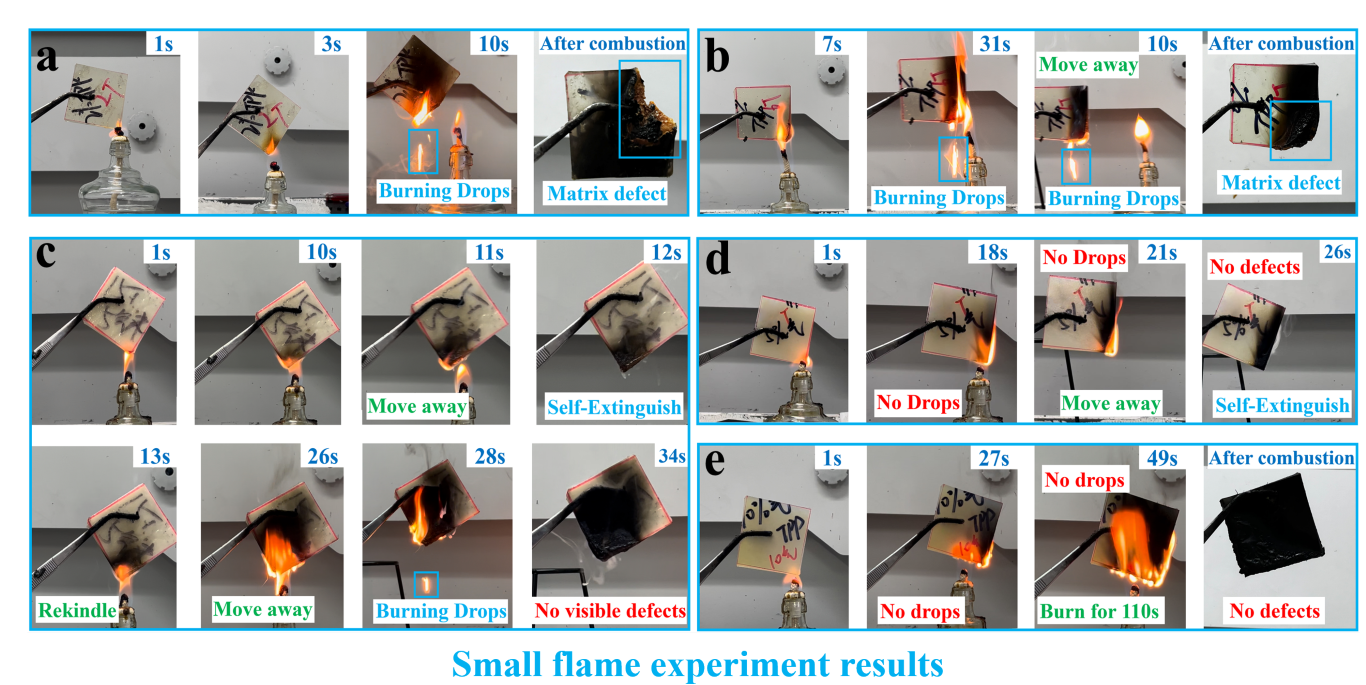 a
1s
3s
10s
After combustion
Burning Drops
Matrix defect
b
7s
31s
10s
After combustion
Move away
Burning Drops
Burning Drops
Matrix defect
c
1s
10s
11s
12s
Move away
Self-Extinguish
13s
26s
28s
34s
Rekindle
Move away
Burning Drops
No visible defects
d
1s
18s
21s
26s
No Drops
No defects
No Drops
Move away
Self-Extinguish
e
1s
27s
49s
After combustion
No drops
TPP
No drops
Burn for 110s
No defects
Small flame experiment results